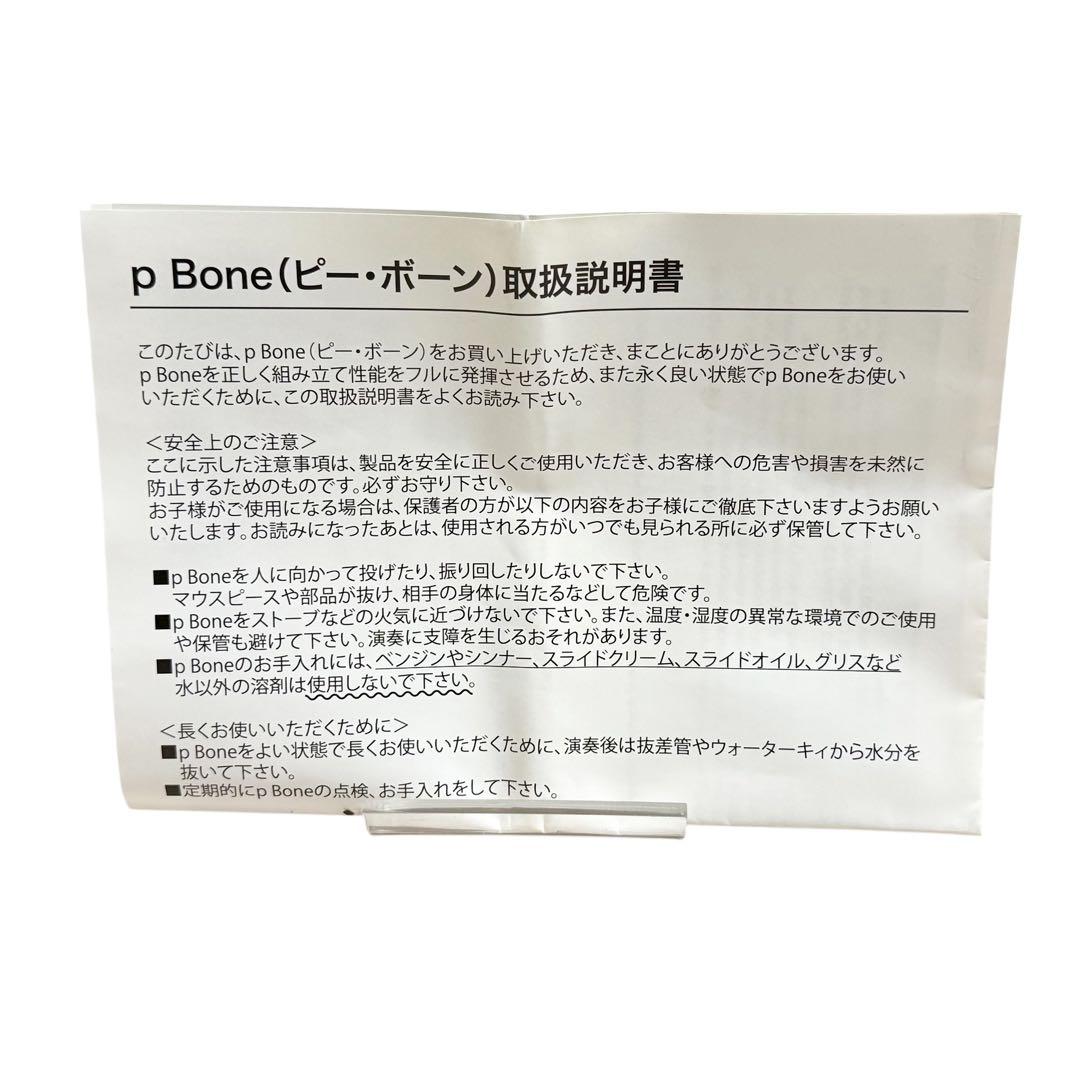 p Bone(ピー・ボーン)取扱説明書
このたびは、p Bone(ピー・ボーン)をお買い上げいただき、まことにありがとうございます。
p Boneを正しく組み立て性能をフルに発揮させるため、また永く良い状態でp Boneをお使い
いただくために、この取扱説明書をよくお読み下さい。
<安全上のご注意>
ここに示した注意事項は、製品を安全に正しくご使用いただき、お客様への危害や損害を未然に
防止するためのものです。必ずお守り下さい。
お子様がご使用になる場合は、保護者の方が以下の内容をお子様にご徹底下さいますようお願い
いたします。お読みになったあとは、使用される方がいつでも見られる所に必ず保管して下さい。
■p Boneを人に向かって投げたり、振り回したりしないで下さい。
マウスピースや部品が抜け、相手の身体に当たるなどして危険です。
■p Boneをストーブなどの火気に近づけないで下さい。また、温度・湿度の異常な環境でのご使用
や保管も避けて下さい。演奏に支障を生じるおそれがあります。
■p Boneのお手入れには、ベンジンやシンナー、スライドクリーム、スライドオイル、グリスなど
水以外の溶剤は使用しないで下さい。
<長くお使いいただくために>
■p Boneをよい状態で長くお使いいただくために、演奏後は抜差管やウォーターキィから水分を
抜いて下さい。
■定期的にp Boneの点検、お手入れをして下さい。